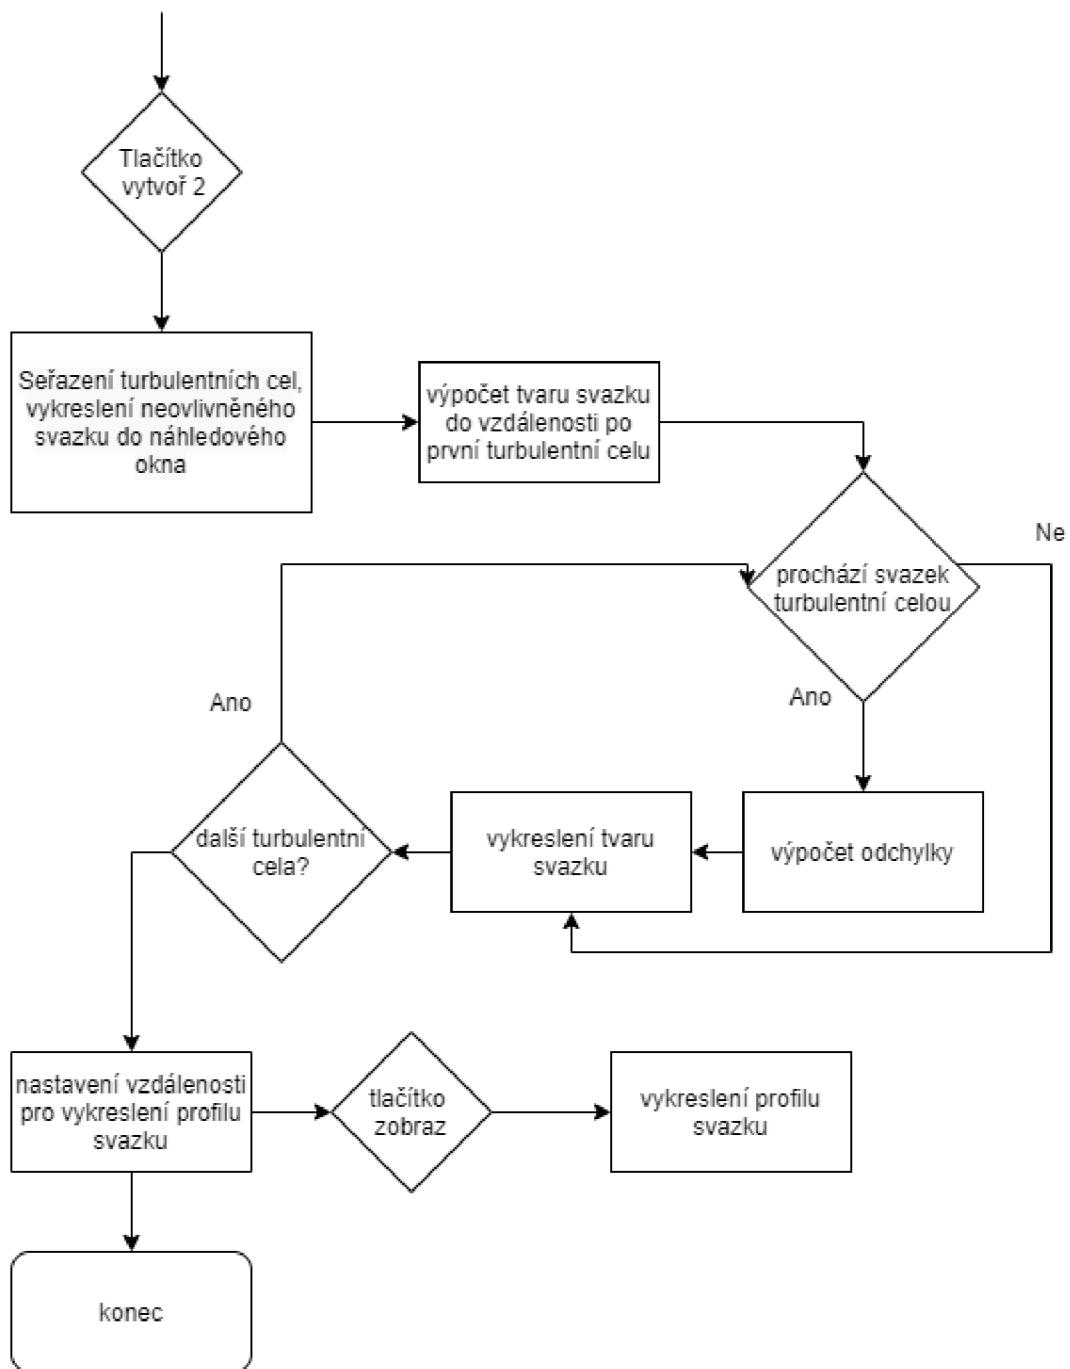 Tlačítko
vytvoř 2
Seřazení turbulentních cel,
vykreslení neovlivněného
svazku do náhledového
okna
výpočet tvaru svazku
do vzdálenosti po
první turbulentní celu
Ne
prochází svazek
turbulentní celou
Ano
Ano
další turbulentní
cela?
vykreslení tvaru
svazku
výpočet odchylky
nastavení vzdálenosti
pro vykreslení profilu
svazku
tlačítko
zobraz
vykreslení profilu
svazku
konec